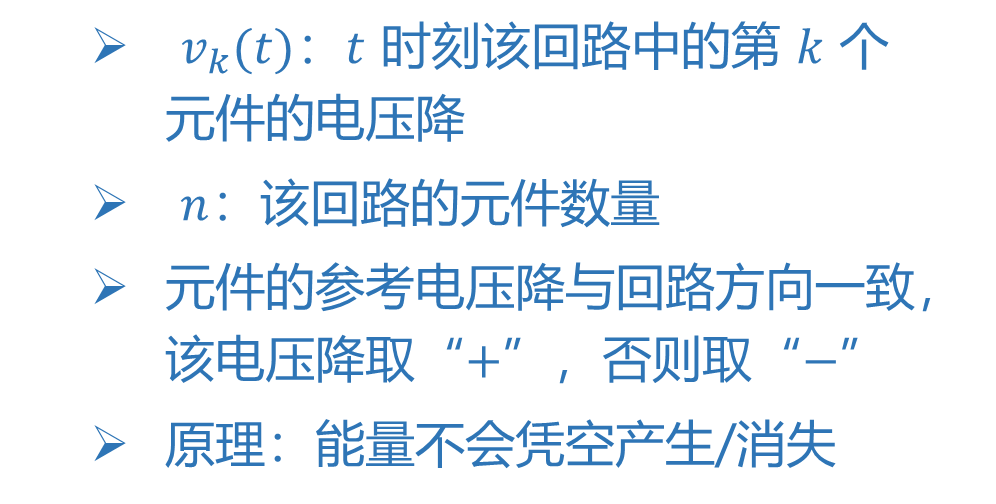 ➢ 𝑣ₖ(𝑡)：𝑡 时刻该回路中的第 𝑘 个
元件的电压降
➢ 𝑛：该回路的元件数量
➢ 元件的参考电压降与回路方向一致，
该电压降取“+”，否则取“−”
➢ 原理：能量不会凭空产生/消失